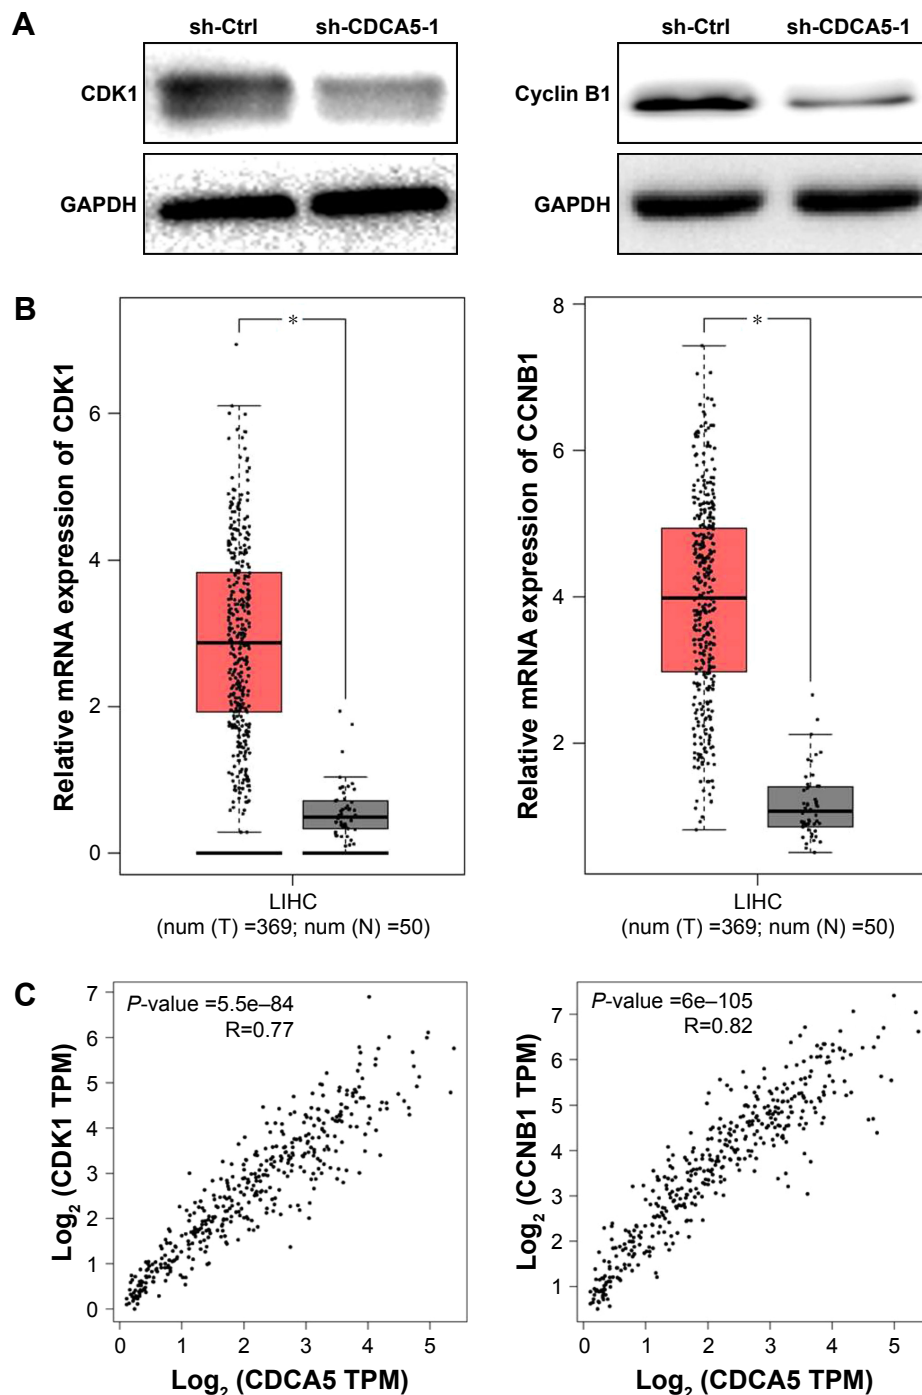 A
sh-Ctrl sh-CDCA5-1
CDK1
GAPDH
sh-Ctrl sh-CDCA5-1
Cyclin B1
GAPDH
B
Relative mRNA expression of CDK1
6
4
2
0
*
LIHC
(num (T) =369; num (N) =50)
Relative mRNA expression of CCNB1
8
6
4
2
*
LIHC
(num (T) =369; num (N) =50)
C
Log2 (CDK1 TPM)
7
6
5
4
3
2
1
0
P-value =5.5e–84
R=0.77
0 1 2 3 4 5
Log2 (CDCA5 TPM)
Log2 (CCNB1 TPM)
7
6
5
4
3
2
1
P-value =6e–105
R=0.82
0 1 2 3 4 5
Log2 (CDCA5 TPM)